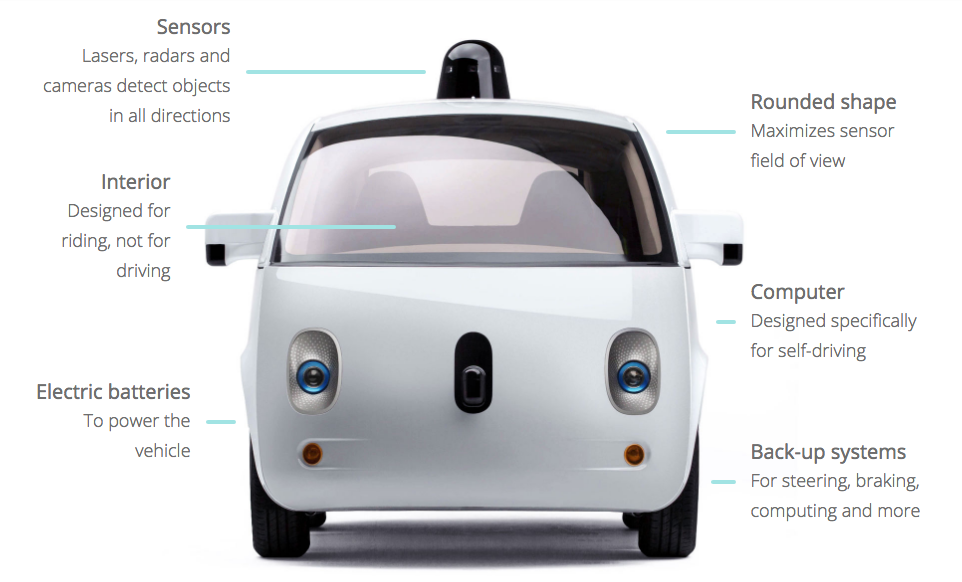 Sensors
Lasers, radars and
cameras detect objects
in all directions
Interior
Designed for
riding, not for
driving
Electric batteries
To power the
vehicle
Rounded shape
Maximizes sensor
field of view
Computer
Designed specifically
for self-driving
Back-up systems
For steering, braking,
computing and more